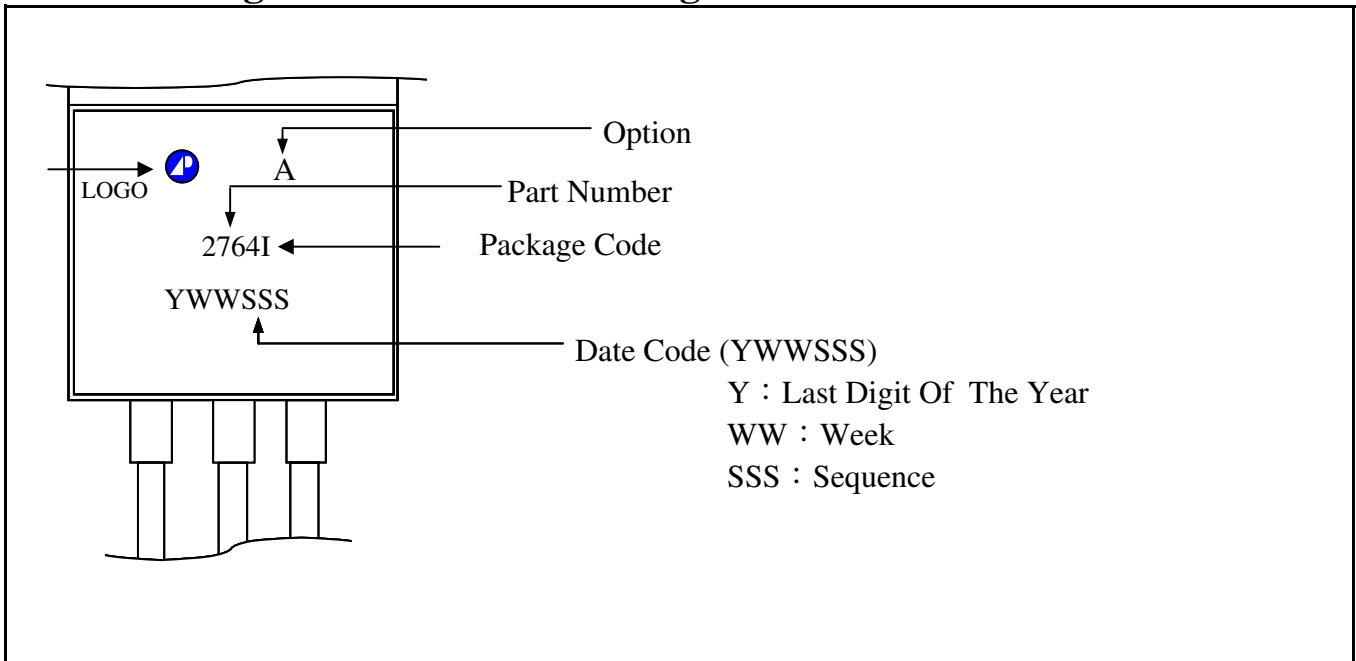 Option
A
LOGO
Part Number
2764I
Package Code
YWWSSS
Date Code (YWWSSS)
Y：Last Digit Of The Year
WW：Week
SSS：Sequence